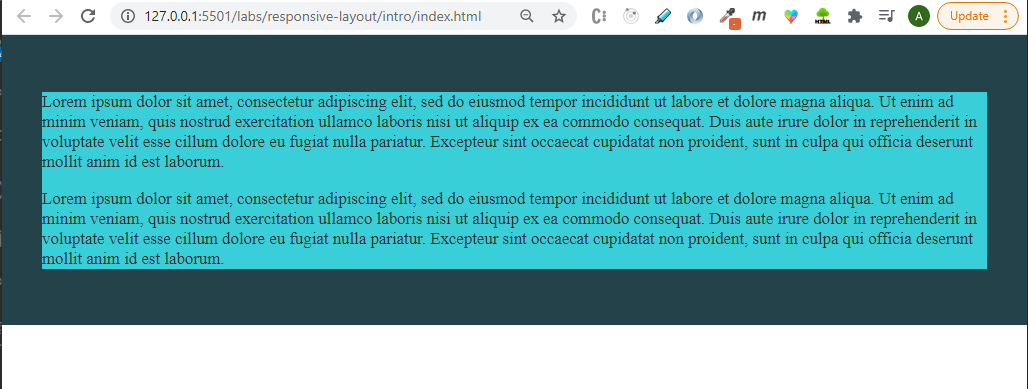 127.0.0.1:5501/labs/responsive-layout/intro/index.html
m
HTML
A
Update
Lorem ipsum dolor sit amet, consectetur adipiscing elit, sed do eiusmod tempor incididunt ut labore et dolore magna aliqua. Ut enim ad
minim veniam, quis nostrud exercitation ullamco laboris nisi ut aliquip ex ea commodo consequat. Duis aute irure dolor in reprehenderit in
voluptate velit esse cillum dolore eu fugiat nulla pariatur. Excepteur sint occaecat cupidatat non proident, sunt in culpa qui officia deserunt
mollit anim id est laborum.
Lorem ipsum dolor sit amet, consectetur adipiscing elit, sed do eiusmod tempor incididunt ut labore et dolore magna aliqua. Ut enim ad
minim veniam, quis nostrud exercitation ullamco laboris nisi ut aliquip ex ea commodo consequat. Duis aute irure dolor in reprehenderit in
voluptate velit esse cillum dolore eu fugiat nulla pariatur. Excepteur sint occaecat cupidatat non proident, sunt in culpa qui officia deserunt
mollit anim id est laborum.